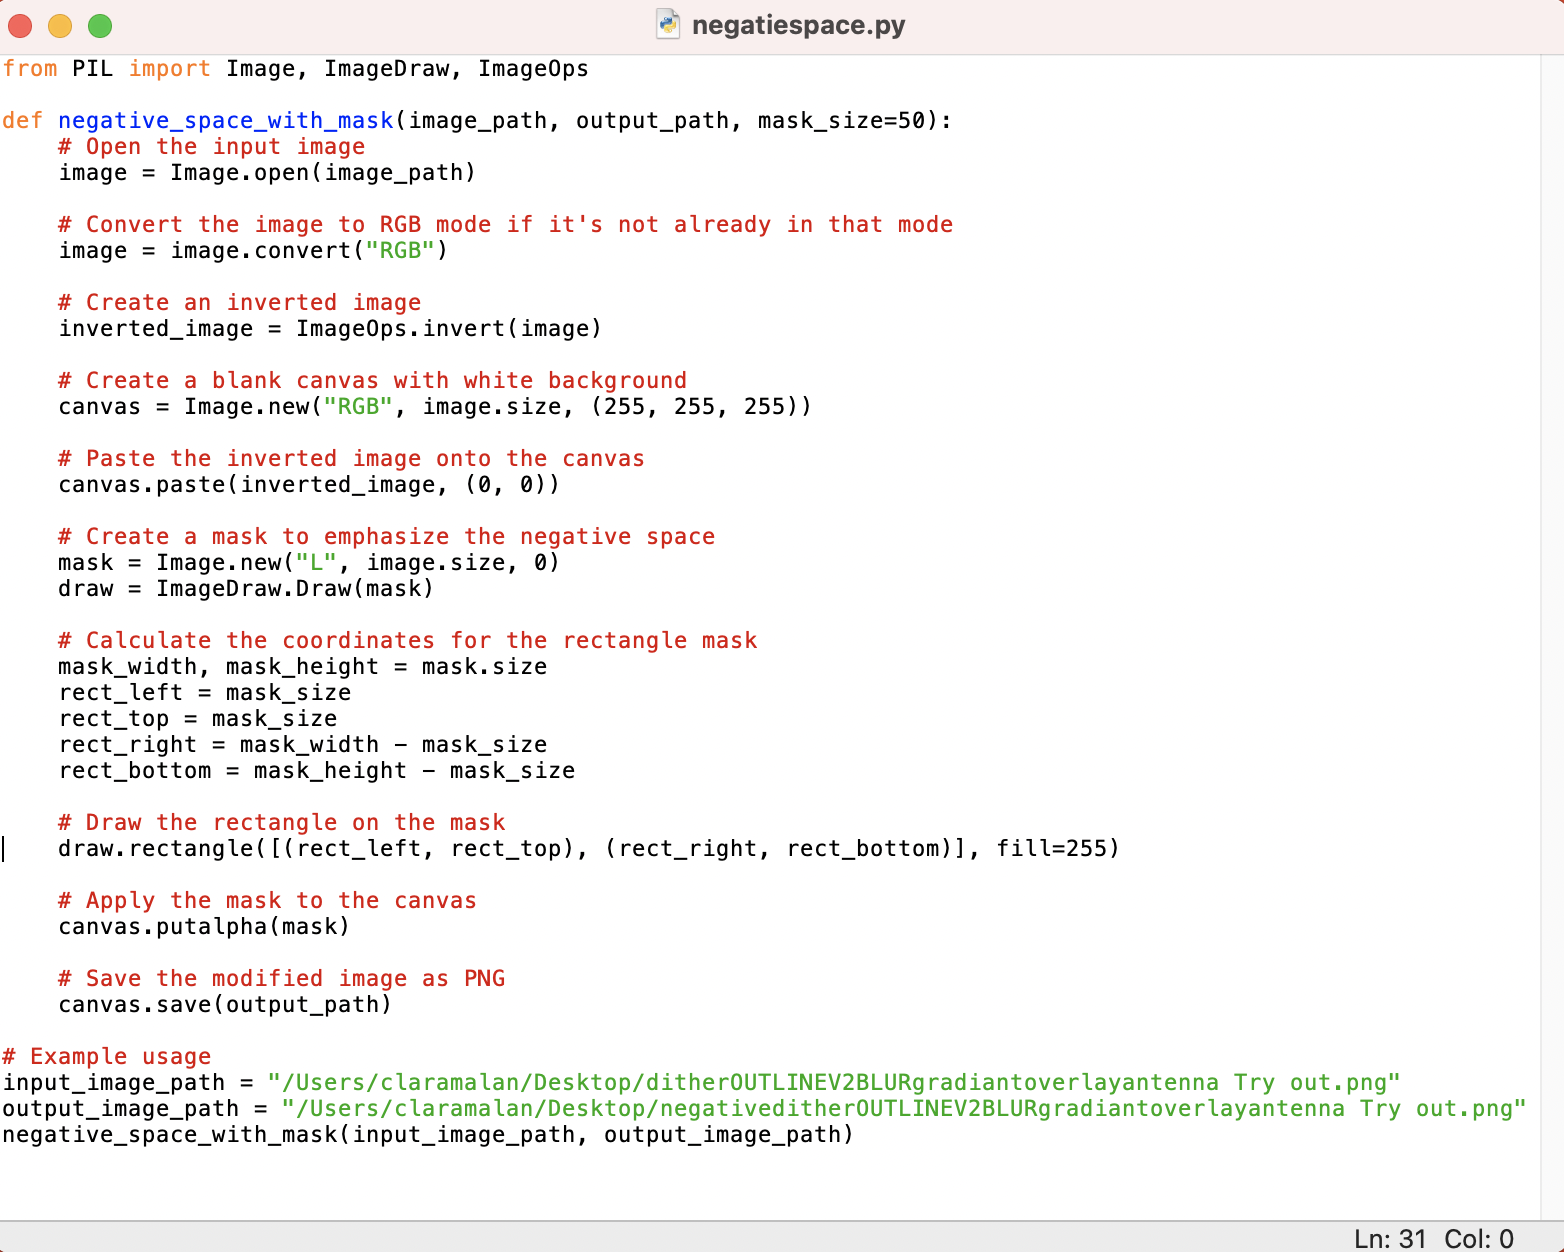 negatiespace.py
from PIL import Image, ImageDraw, ImageOps

def negative_space_with_mask(image_path, output_path, mask_size=50):
    # Open the input image
    image = Image.open(image_path)

    # Convert the image to RGB mode if it's not already in that mode
    image = image.convert("RGB")

    # Create an inverted image
    inverted_image = ImageOps.invert(image)

    # Create a blank canvas with white background
    canvas = Image.new("RGB", image.size, (255, 255, 255))

    # Paste the inverted image onto the canvas
    canvas.paste(inverted_image, (0, 0))

    # Create a mask to emphasize the negative space
    mask = Image.new("L", image.size, 0)
    draw = ImageDraw.Draw(mask)

    # Calculate the coordinates for the rectangle mask
    mask_width, mask_height = mask.size
    rect_left = mask_size
    rect_top = mask_size
    rect_right = mask_width - mask_size
    rect_bottom = mask_height - mask_size

    # Draw the rectangle on the mask
    draw.rectangle([(rect_left, rect_top), (rect_right, rect_bottom)], fill=255)

    # Apply the mask to the canvas
    canvas.putalpha(mask)

    # Save the modified image as PNG
    canvas.save(output_path)

# Example usage
input_image_path = "/Users/claramalan/Desktop/ditherOUTLINEV2BLURgradiantoverlayantenna Try out.png"
output_image_path = "/Users/claramalan/Desktop/negativeditherOUTLINEV2BLURgradiantoverlayantenna Try out.png"
negative_space_with_mask(input_image_path, output_image_path)
Ln: 31 Col: 0